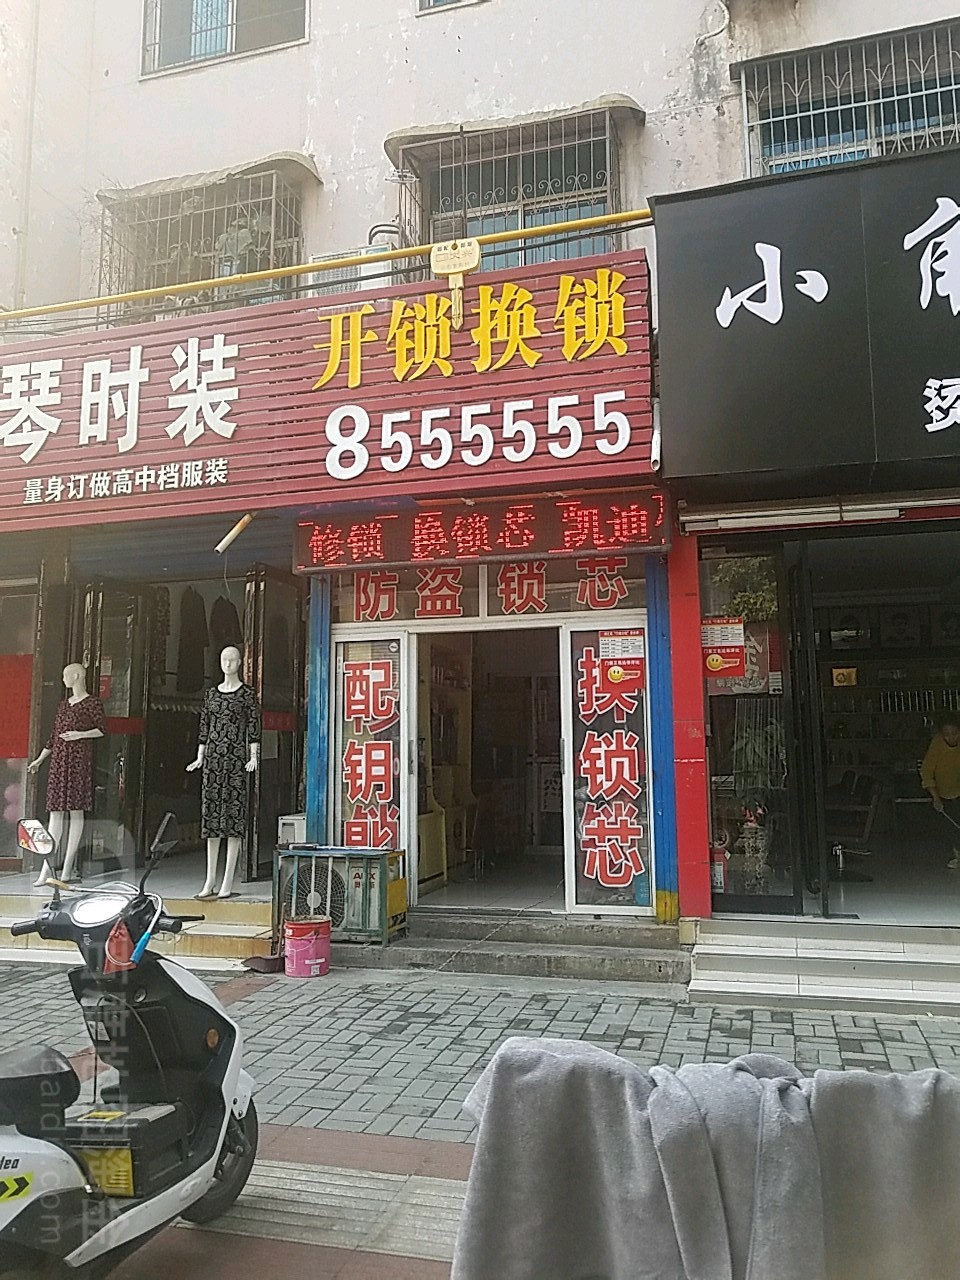 开锁换锁
8555555
琴时装
量身订做高中档服装
小
修锁 换锁芯 凯迪
防盗锁芯
配钥
换锁芯